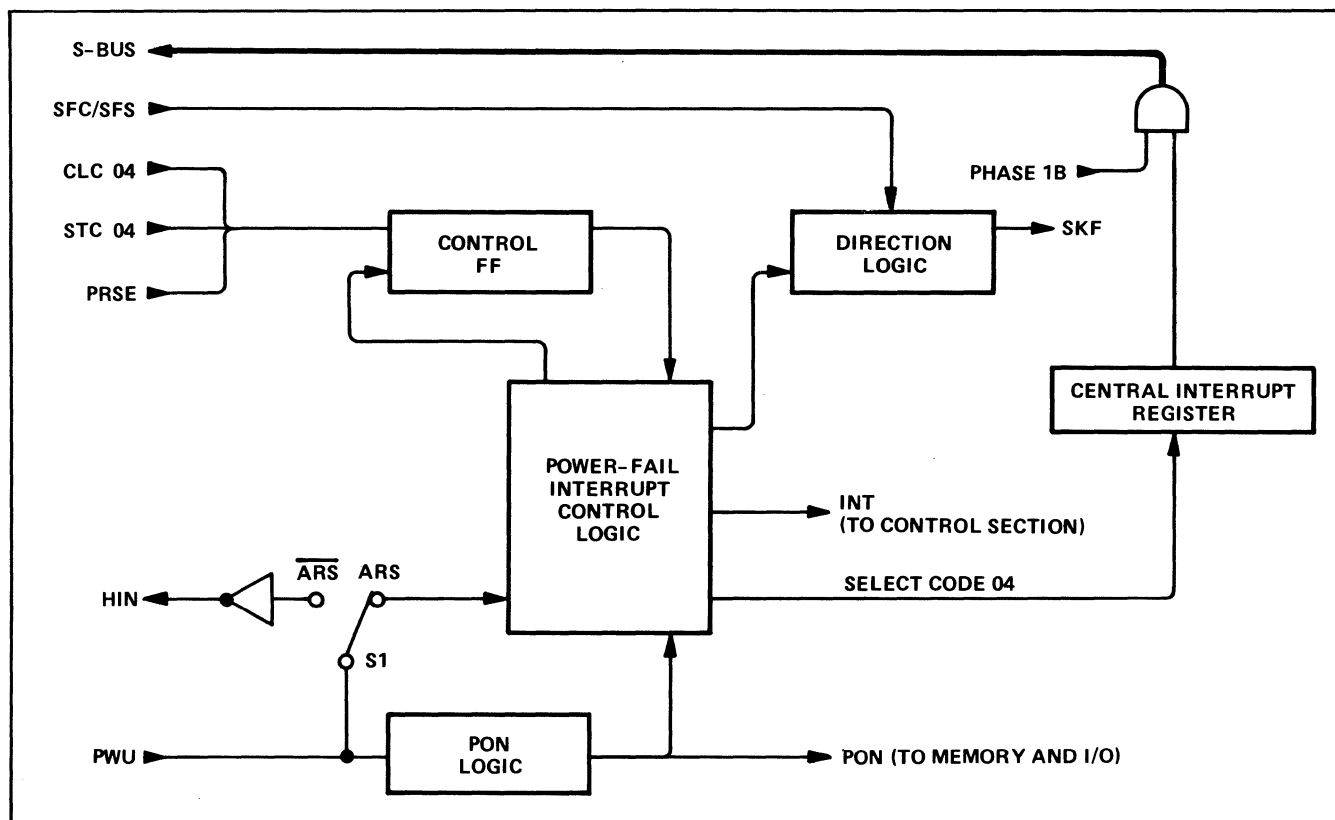 S-BUS
SFC/SFS
CLC 04
PHASE 1B
STC 04
CONTROL
FF
DIRECTION
LOGIC
SKF
PRSE
CENTRAL INTERRUPT
REGISTER
POWER-FAIL
INTERRUPT
CONTROL
LOGIC
INT
(TO CONTROL SECTION)
SELECT CODE 04
HIN
A̅R̅S̅
ARS
S1
PWU
PON
LOGIC
PON (TO MEMORY AND I/O)